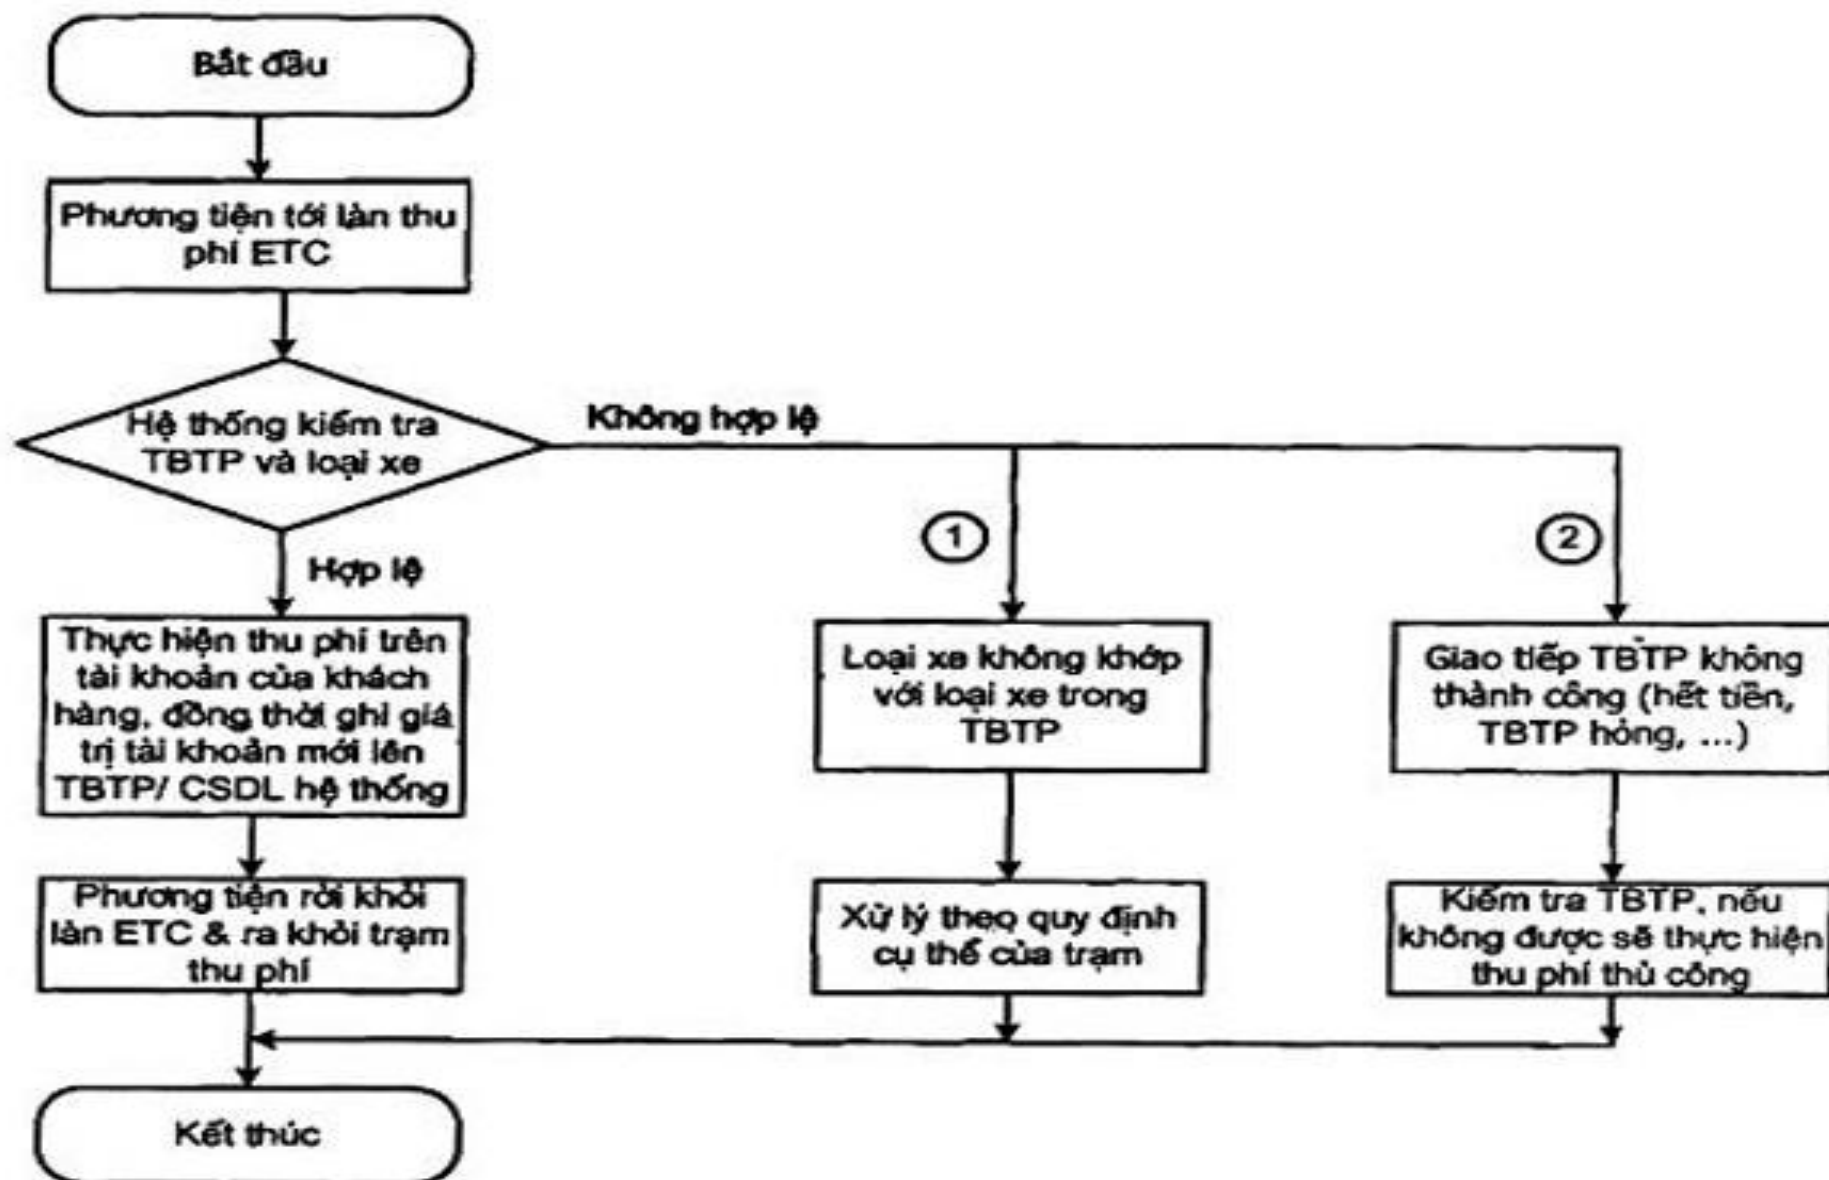 Bắt đầu
Phương tiện tới làn thu
phí ETC
Hệ thống kiểm tra
TBTP và loại xe
Không hợp lệ
Hợp lệ
1
2
Thực hiện thu phí trên
tài khoản của khách
hàng, đồng thời ghi giá
trị tài khoản mới lên
TBTP/ CSDL hệ thống
Loại xe không khớp
với loại xe trong
TBTP
Giao tiếp TBTP không
thành công (hết tiền,
TBTP hỏng, ...)
Phương tiện rời khỏi
làn ETC & ra khỏi trạm
thu phí
Xử lý theo quy định
cụ thể của trạm
Kiểm tra TBTP, nếu
không được sẽ thực hiện
thu phí thủ công
Kết thúc